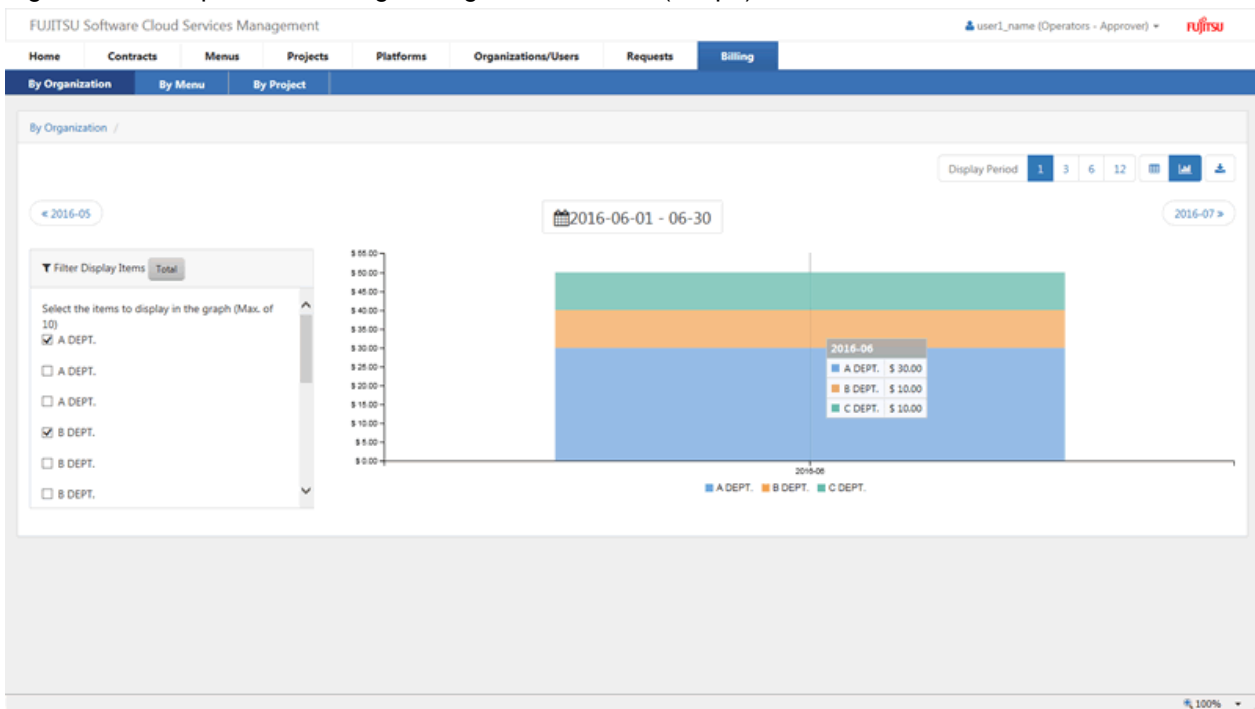 FUJITSU Software Cloud Services Management
user1_name (Operators - Approver)
FUJITSU
Home Contracts Menus Projects Platforms Organizations/Users Requests Billing
By Organization By Menu By Project
By Organization /
Display Period 1 3 6 12
« 2016-05
2016-06-01 - 06-30
2016-07 »
Filter Display Items Total
Select the items to display in the graph (Max. of
10)
A DEPT.
A DEPT.
A DEPT.
B DEPT.
B DEPT.
B DEPT.
$ 55.00
$ 50.00
$ 45.00
$ 40.00
$ 35.00
$ 30.00
$ 25.00
$ 20.00
$ 15.00
$ 10.00
$ 5.00
$ 0.00
2016-06
A DEPT. $ 30.00
B DEPT. $ 10.00
C DEPT. $ 10.00
2016-06
A DEPT. B DEPT. C DEPT.
100%